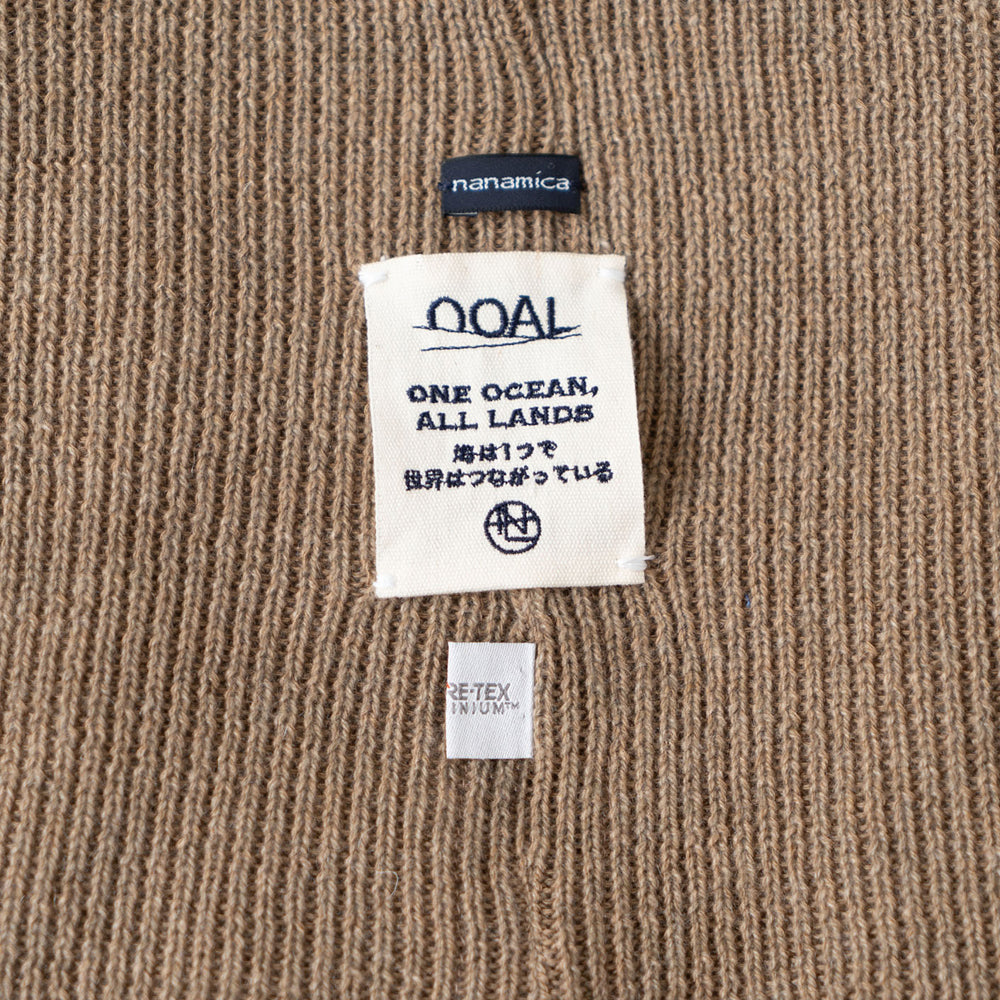 nanamica
OOAL
ONE OCEAN,
ALL LANDS
海は1つで
世界はつながっている
RE-TEX
INIUM™